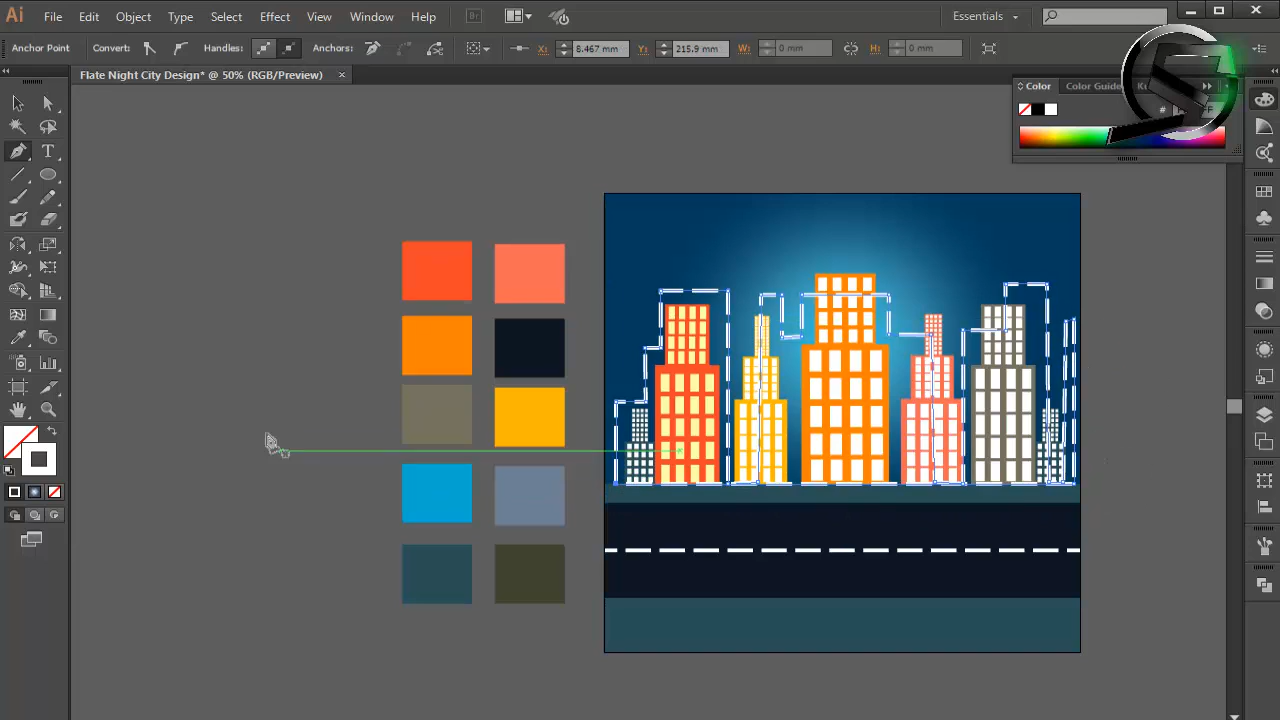 Ai File Edit Object Type Select Effect View Window Help Br Essentials
Anchor Point Convert: Handles: Anchors: X: 8.467 mm Y: 215.9 mm W: 0 mm H: 0 mm
Flate Night City Design* @ 50% (RGB/Preview) ×
Color Color Guide
#
T